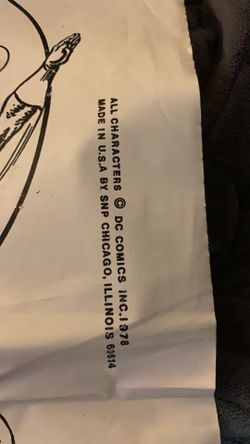 ALL CHARACTERS © DC COMICS INC. 1978
MADE IN U.S.A BY SNP CHICAGO, ILLINOIS 60614